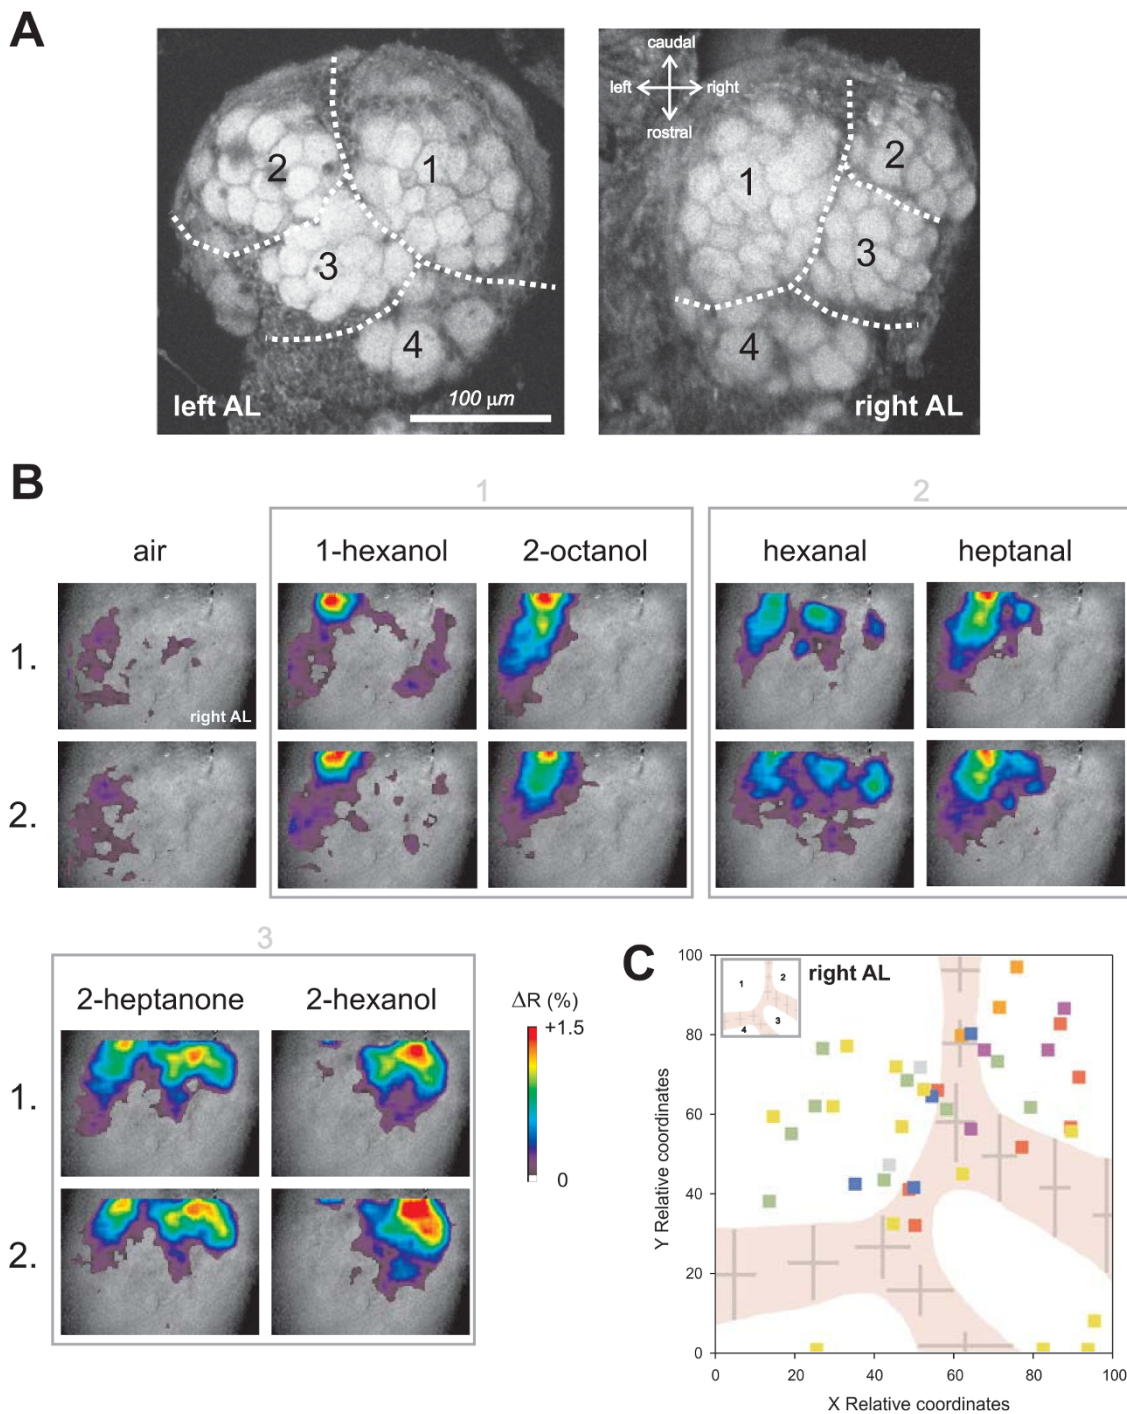 A
caudal
left right
rostral
2
1
3
4
left AL
100 µm
1
2
3
4
right AL
B
1
2
air
1-hexanol
2-octanol
hexanal
heptanal
1.
right AL
2.
3
2-heptanone
2-hexanol
1.
2.
ΔR (%)
+1.5
0
C
right AL
1
2
3
4
100
80
60
40
20
0
Y Relative coordinates
0 20 40 60 80 100
X Relative coordinates